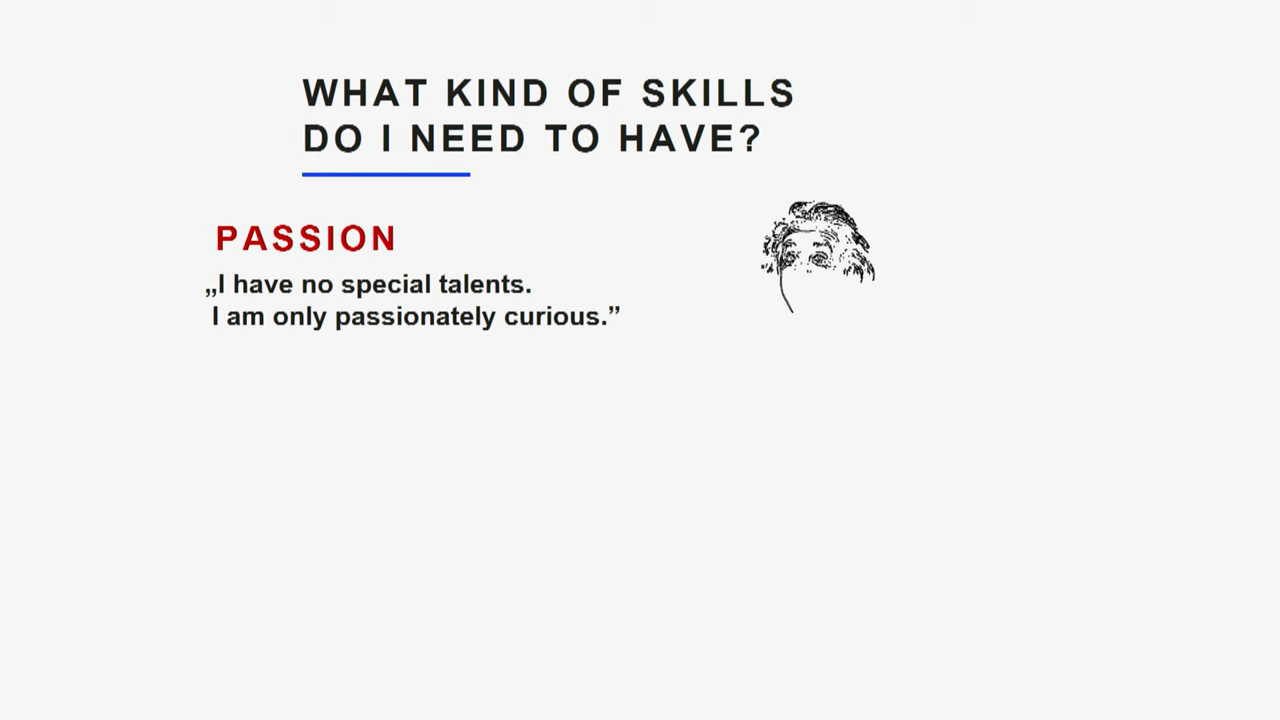 WHAT KIND OF SKILLS
DO I NEED TO HAVE?
PASSION
„I have no special talents.
I am only passionately curious.”